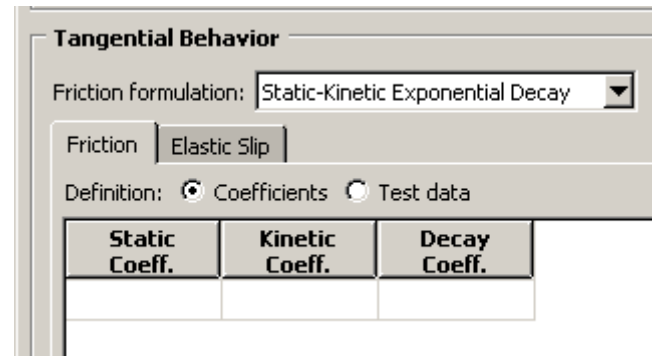 Tangential Behavior
Friction formulation: Static-Kinetic Exponential Decay
Friction Elastic Slip
Definition: Coefficients Test data
Static Kinetic Decay
Coeff. Coeff. Coeff.